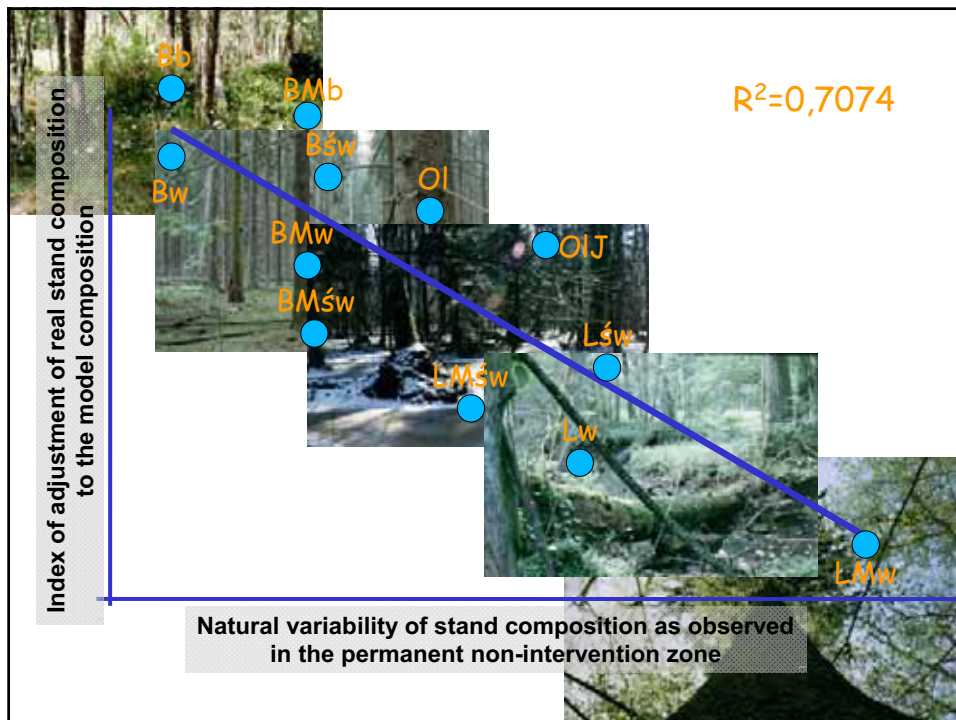 Bb
BMb
R²=0,7074
Bśw
Bw
Ol
BMw
OlJ
BMśw
Lśw
LMśw
Lw
LMw
Index of adjustment of real stand composition
to the model composition
Natural variability of stand composition as observed
in the permanent non-intervention zone